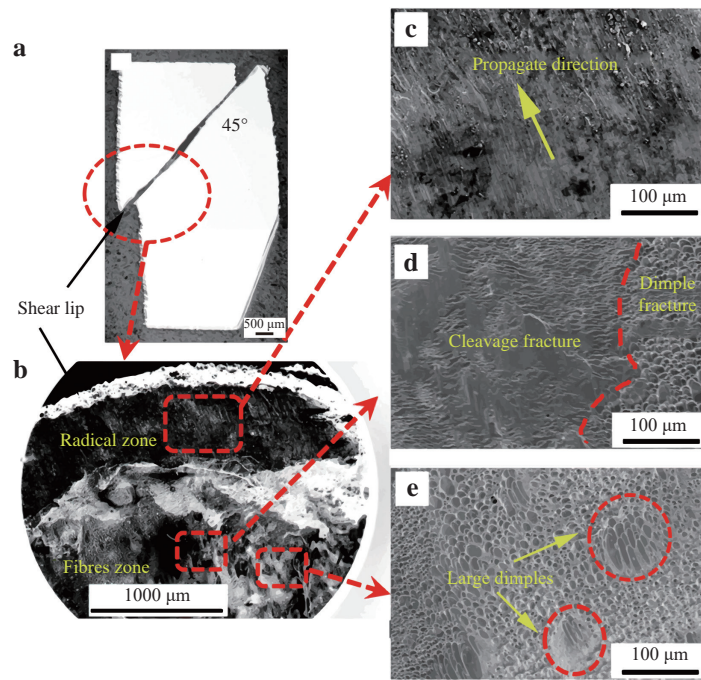 a
45°
Shear lip
500 μm
b
Radical zone
Fibres zone
1000 μm
c
Propagate direction
100 μm
d
Dimple
fracture
Cleavage fracture
100 μm
e
Large dimples
100 μm